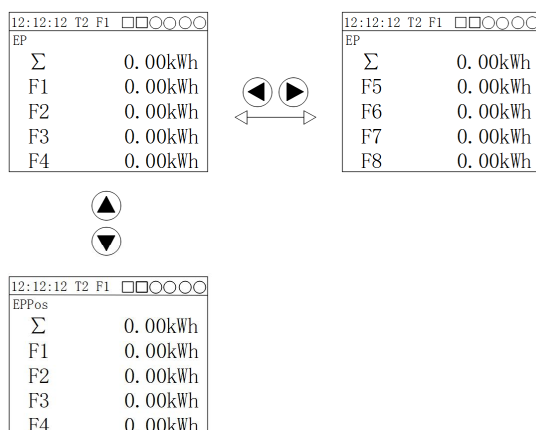 12:12:12 T2 F1
EP
Σ 0.00kWh
F1 0.00kWh
F2 0.00kWh
F3 0.00kWh
F4 0.00kWh
12:12:12 T2 F1
EP
Σ 0.00kWh
F5 0.00kWh
F6 0.00kWh
F7 0.00kWh
F8 0.00kWh
12:12:12 T2 F1
EPPos
Σ 0.00kWh
F1 0.00kWh
F2 0.00kWh
F3 0.00kWh
F4 0.00kWh